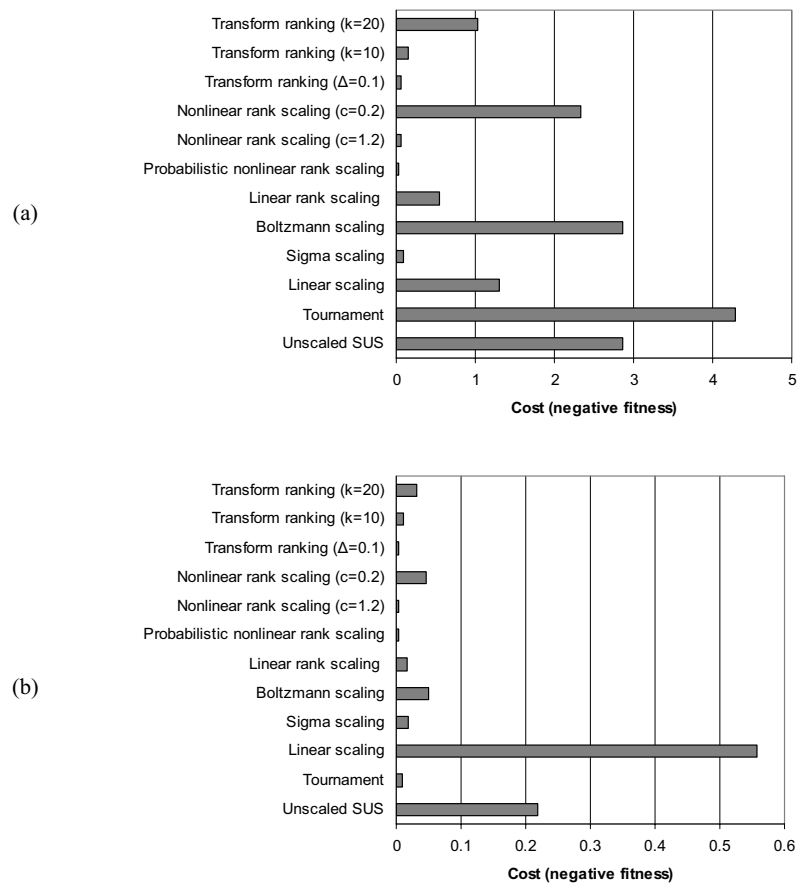 Transform ranking (k=20)
Transform ranking (k=10)
Transform ranking (Δ=0.1)
Nonlinear rank scaling (c=0.2)
Nonlinear rank scaling (c=1.2)
Probabilistic nonlinear rank scaling
Linear rank scaling
(a)
Boltzmann scaling
Sigma scaling
Linear scaling
Tournament
Unscaled SUS
0 1 2 3 4 5
Cost (negative fitness)
Transform ranking (k=20)
Transform ranking (k=10)
Transform ranking (Δ=0.1)
Nonlinear rank scaling (c=0.2)
Nonlinear rank scaling (c=1.2)
Probabilistic nonlinear rank scaling
Linear rank scaling
(b)
Boltzmann scaling
Sigma scaling
Linear scaling
Tournament
Unscaled SUS
0 0.1 0.2 0.3 0.4 0.5 0.6
Cost (negative fitness)